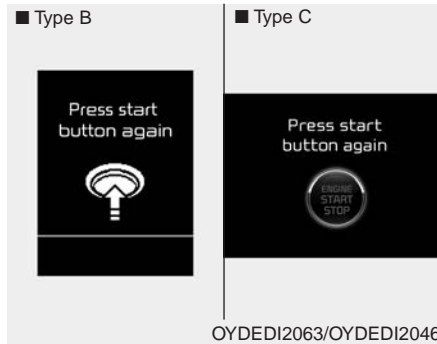 ■ Type B
Press start
button again
■ Type C
Press start
button again
ENGINE
START
STOP
OYDEDI2063/OYDEDI2046